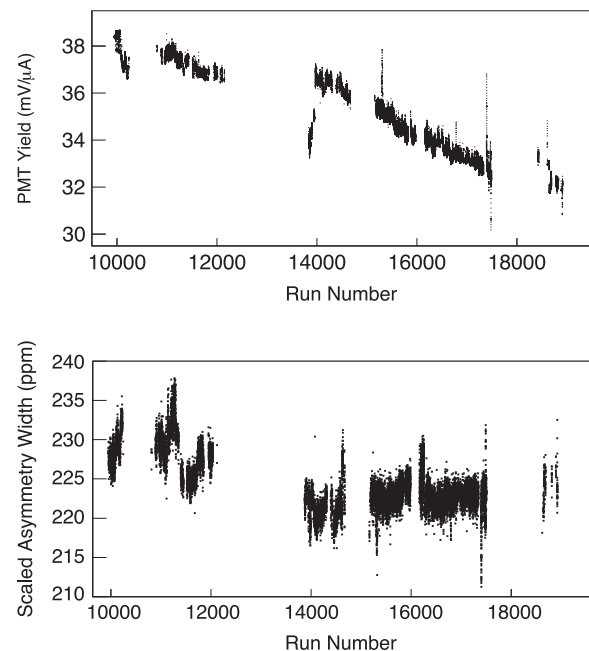 38
36
34
32
30
PMT Yield (mV/μA)
10000 12000 14000 16000 18000
Run Number
240
235
230
225
220
215
210
Scaled Asymmetry Width (ppm)
10000 12000 14000 16000 18000
Run Number